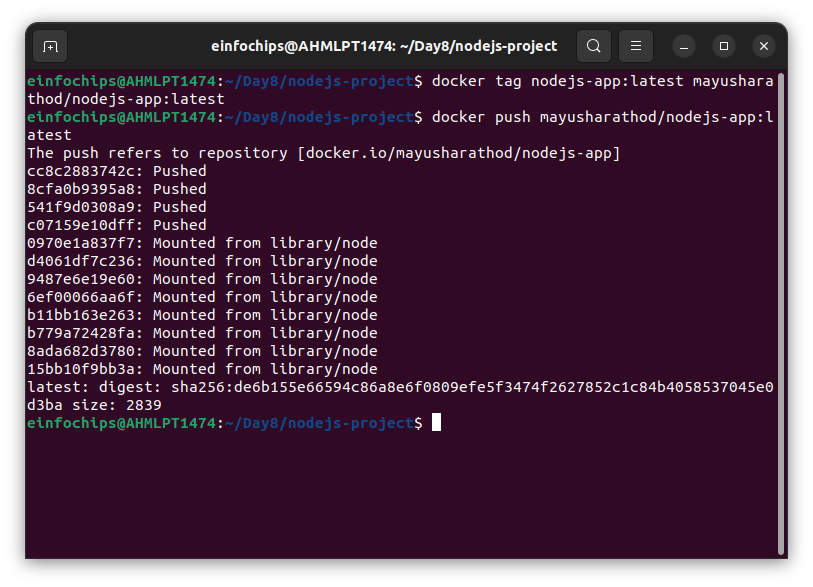 einfochips@AHMLPT1474: ~/Day8/nodejs-project
einfochips@AHMLPT1474:~/Day8/nodejs-project$ docker tag nodejs-app:latest mayushara
thod/nodejs-app:latest
einfochips@AHMLPT1474:~/Day8/nodejs-project$ docker push mayusharathod/nodejs-app:l
atest
The push refers to repository [docker.io/mayusharathod/nodejs-app]
cc8c2883742c: Pushed
8cfa0b9395a8: Pushed
541f9d0308a9: Pushed
c07159e10dff: Pushed
0970e1a837f7: Mounted from library/node
d4061df7c236: Mounted from library/node
9487e6e19e60: Mounted from library/node
6ef00066aa6f: Mounted from library/node
b11bb163e263: Mounted from library/node
b779a72428fa: Mounted from library/node
8ada682d3780: Mounted from library/node
15bb10f9bb3a: Mounted from library/node
latest: digest: sha256:de6b155e66594c86a8e6f0809efe5f3474f2627852c1c84b4058537045e0
d3ba size: 2839
einfochips@AHMLPT1474:~/Day8/nodejs-project$